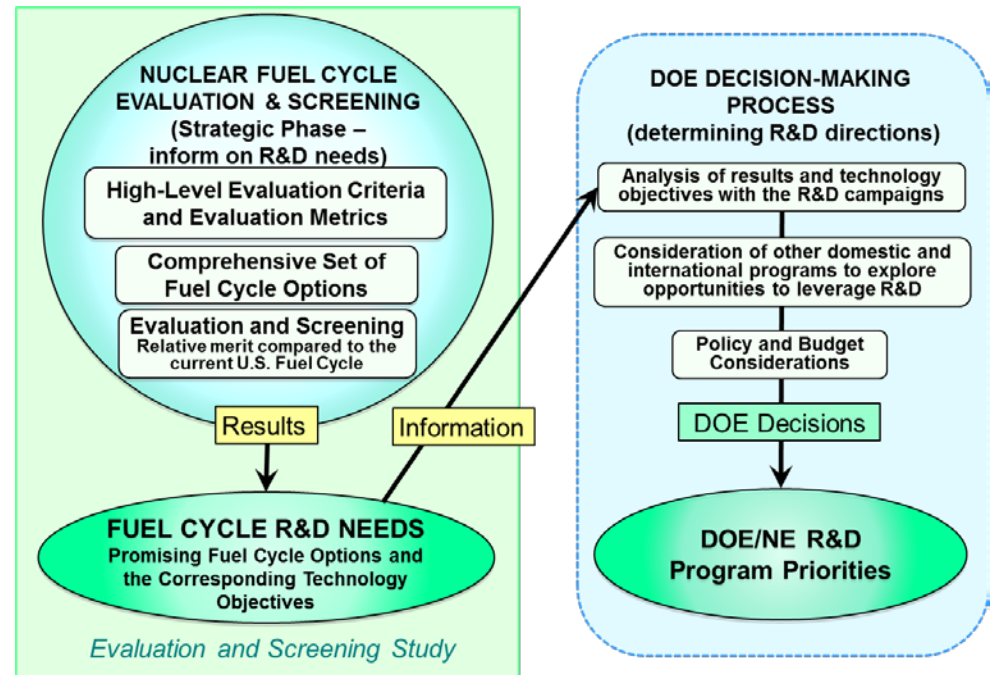 NUCLEAR FUEL CYCLE
EVALUATION & SCREENING
(Strategic Phase –
inform on R&D needs)
High-Level Evaluation Criteria
and Evaluation Metrics
Comprehensive Set of
Fuel Cycle Options
Evaluation and Screening
Relative merit compared to the
current U.S. Fuel Cycle
Results
Information
FUEL CYCLE R&D NEEDS
Promising Fuel Cycle Options and
the Corresponding Technology
Objectives
Evaluation and Screening Study
DOE DECISION-MAKING
PROCESS
(determining R&D directions)
Analysis of results and technology
objectives with the R&D campaigns
Consideration of other domestic and
international programs to explore
opportunities to leverage R&D
Policy and Budget
Considerations
DOE Decisions
DOE/NE R&D
Program Priorities